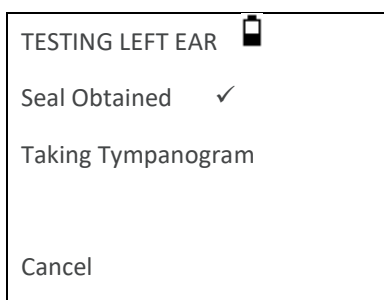 TESTING LEFT EAR
Seal Obtained ✓
Taking Tympanogram
Cancel